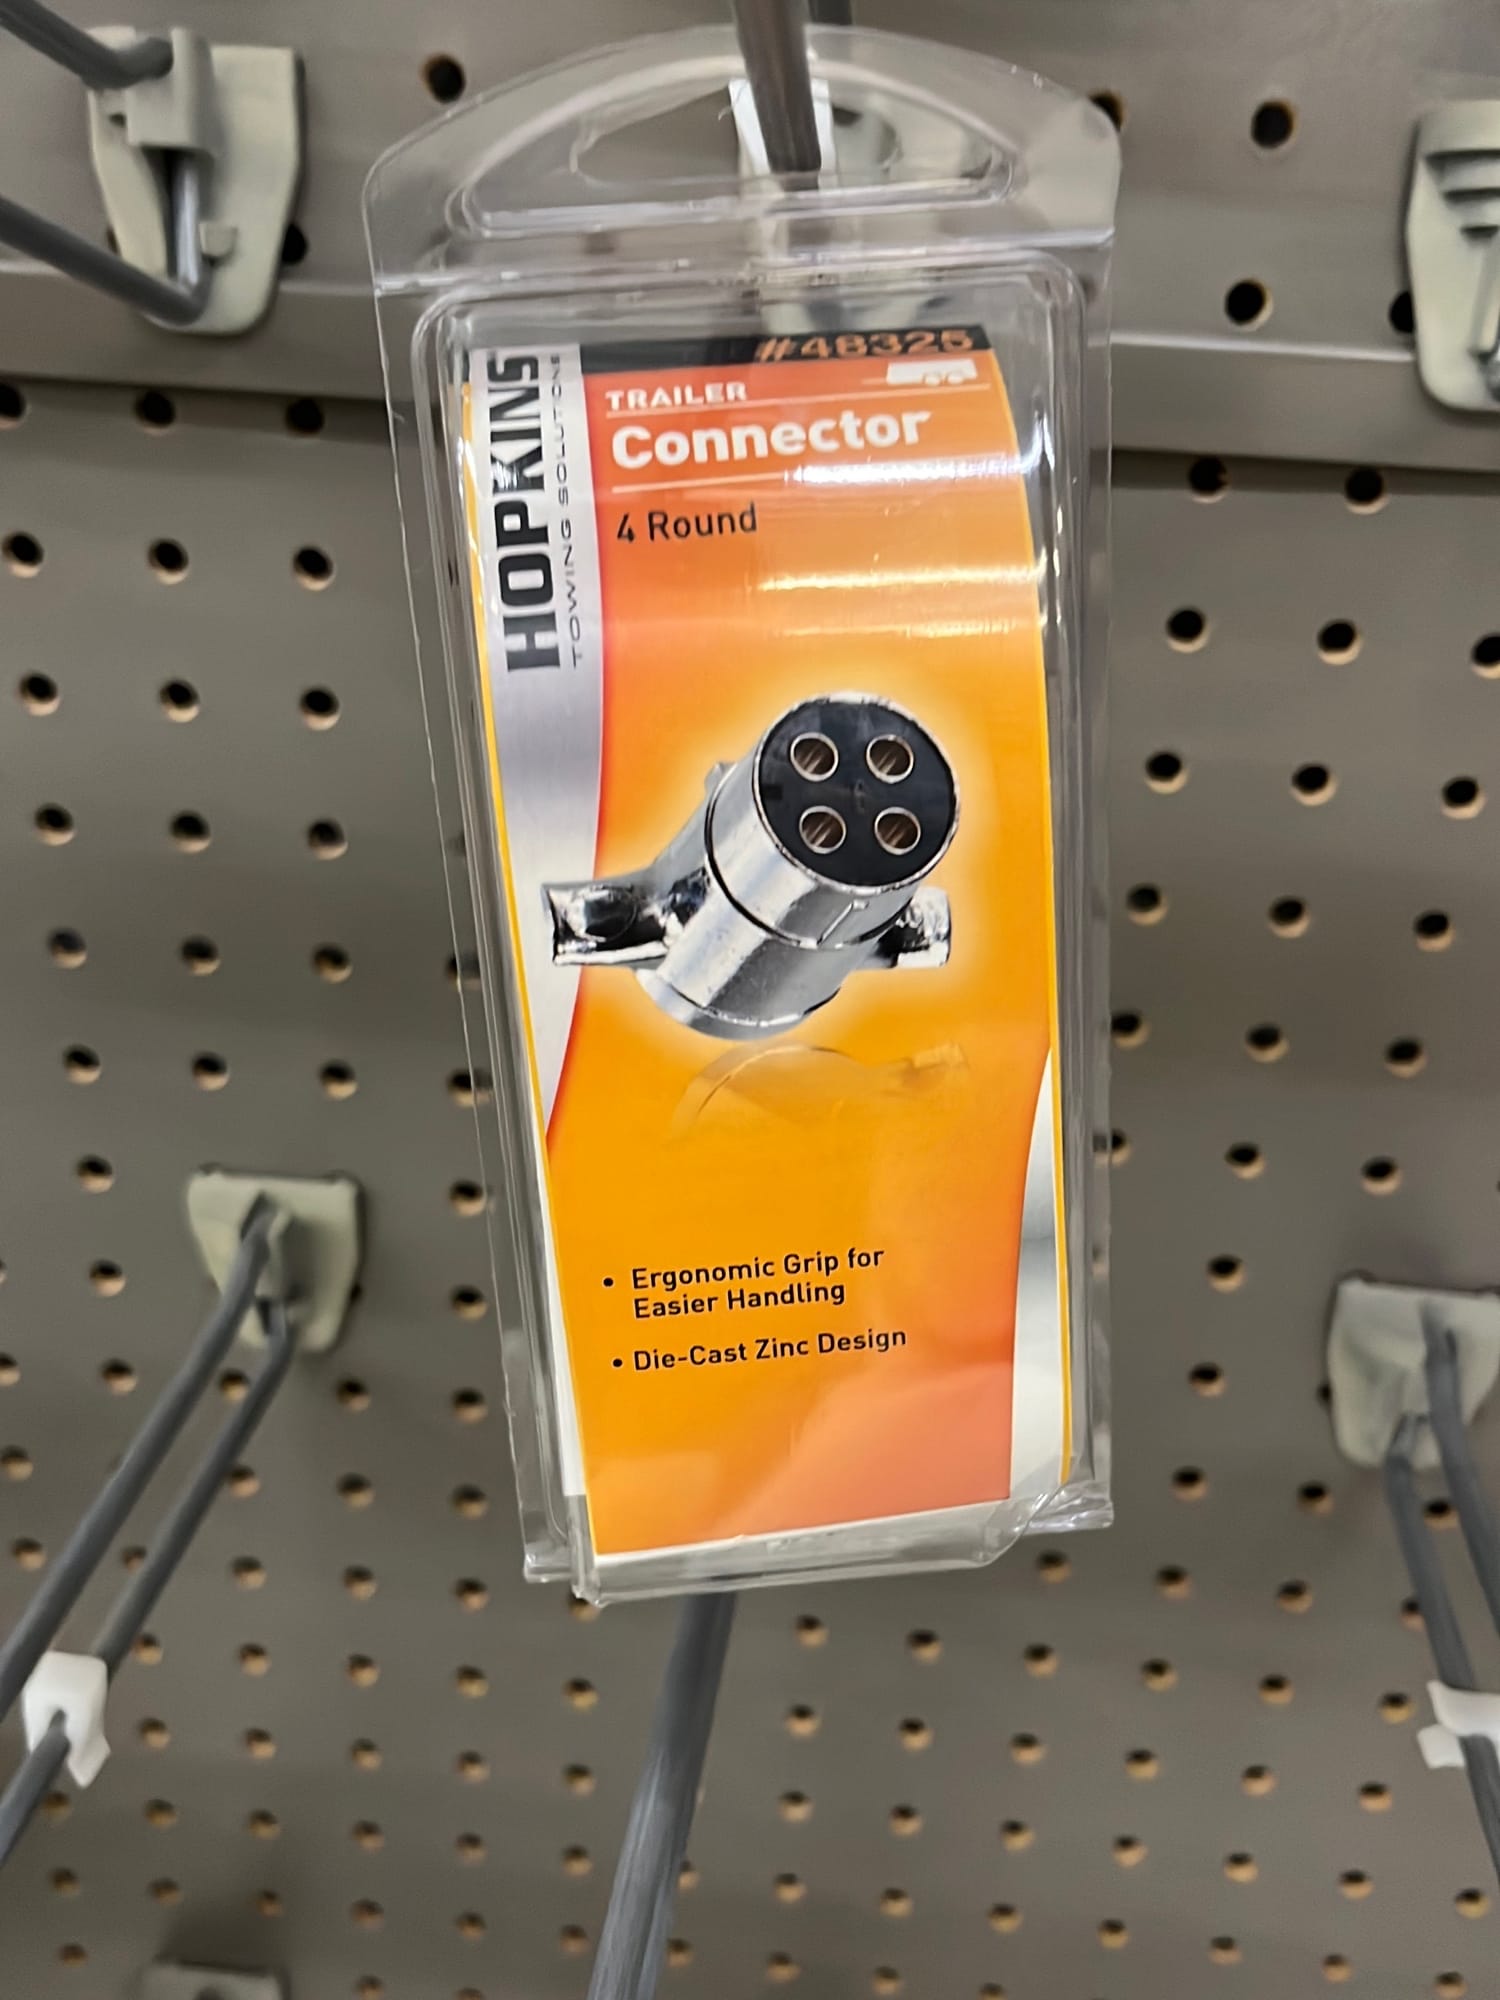 #48325
HOPKINS
TOWING SOLUTIONS
TRAILER
Connector
4 Round
• Ergonomic Grip for
Easier Handling
• Die-Cast Zinc Design